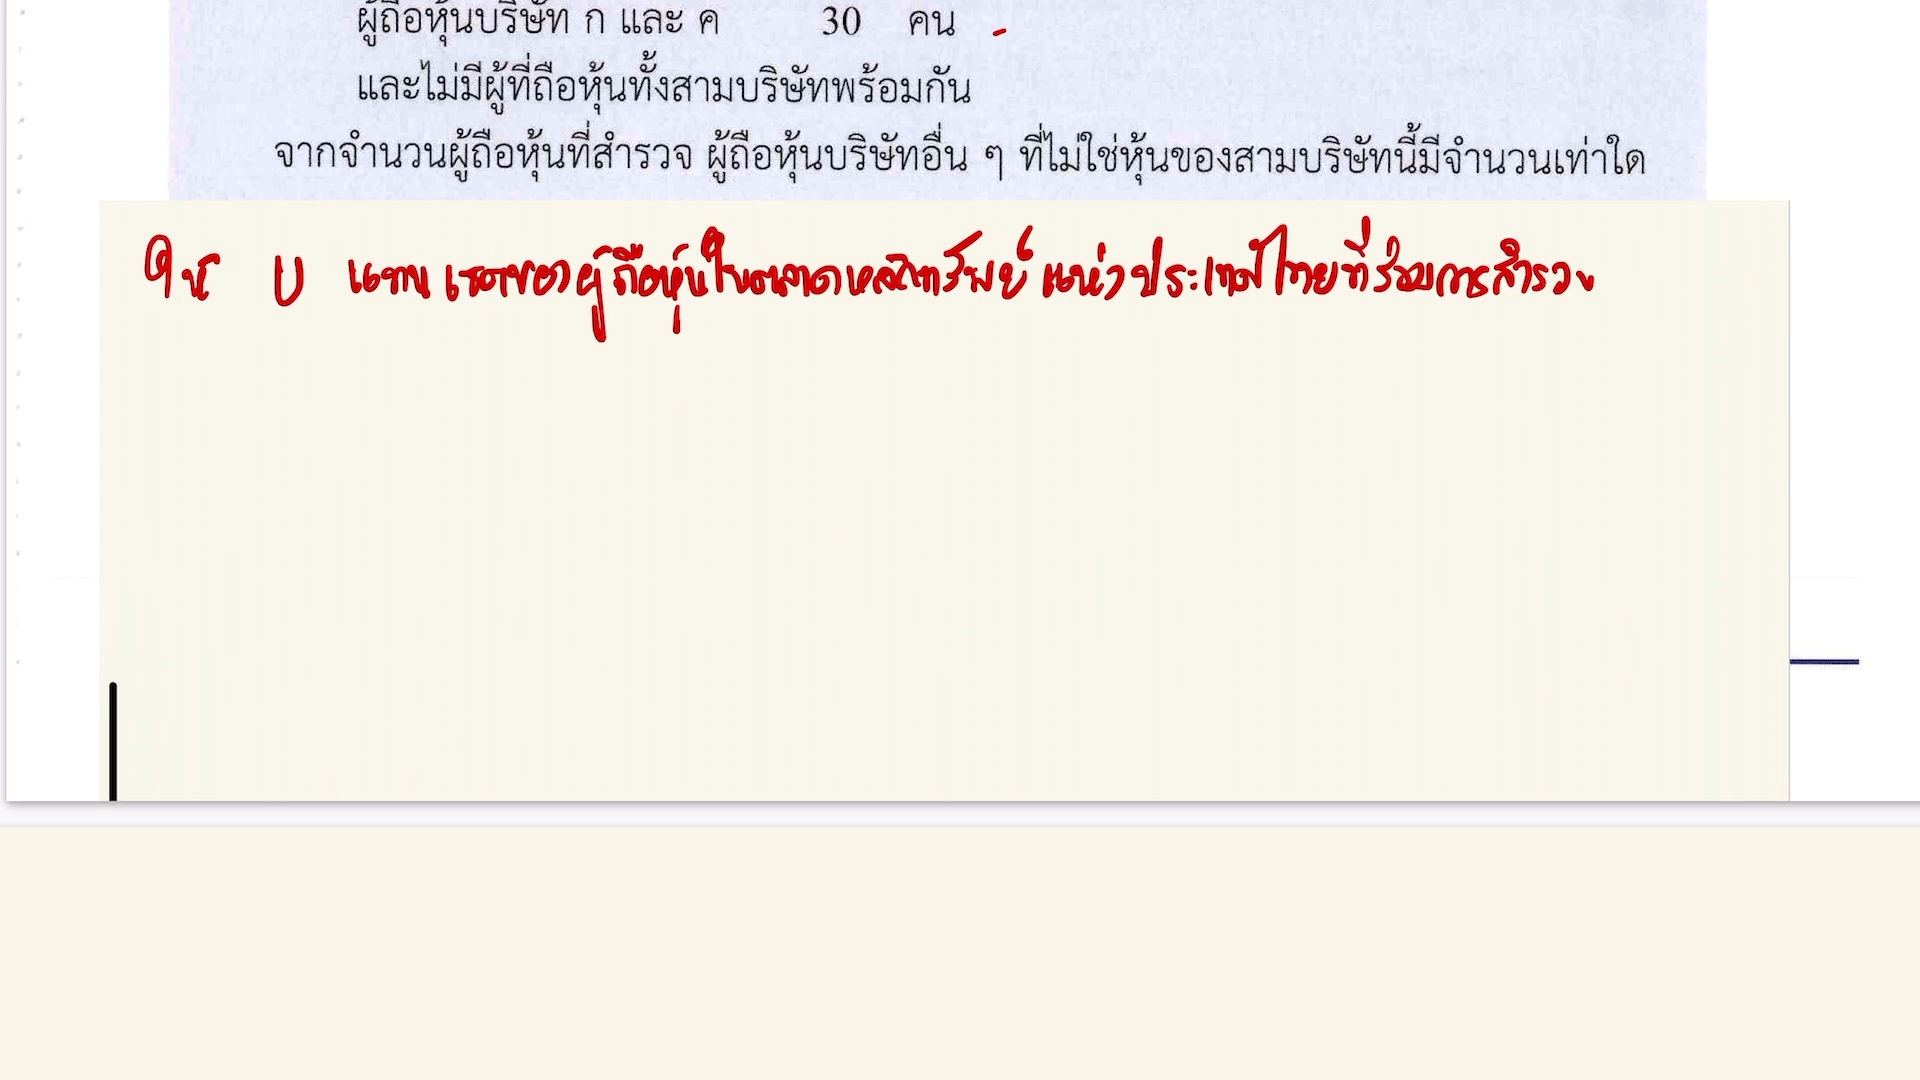 ผู้ถือหุ้นบริษัท ก และ ค 30 คน
และไม่มีผู้ที่ถือหุ้นทั้งสามบริษัทพร้อมกัน
จากจำนวนผู้ถือหุ้นที่สำรวจ ผู้ถือหุ้นบริษัทอื่น ๆ ที่ไม่ใช่หุ้นของสามบริษัทนี้มีจำนวนเท่าใด
ให้ U แทน เซตของผู้ถือหุ้นในตลาดหลักทรัพย์แห่งประเทศไทยที่ร่วมการสำรวจ